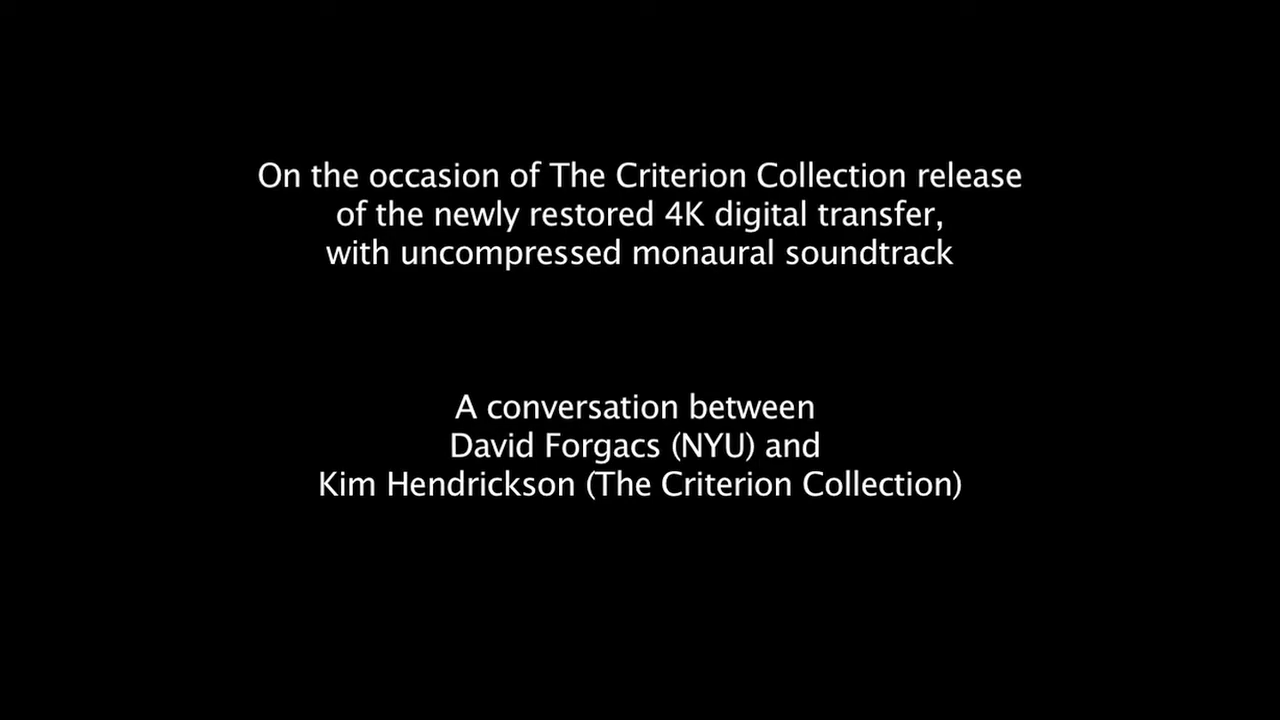 On the occasion of The Criterion Collection release
of the newly restored 4K digital transfer,
with uncompressed monaural soundtrack
A conversation between
David Forgacs (NYU) and
Kim Hendrickson (The Criterion Collection)